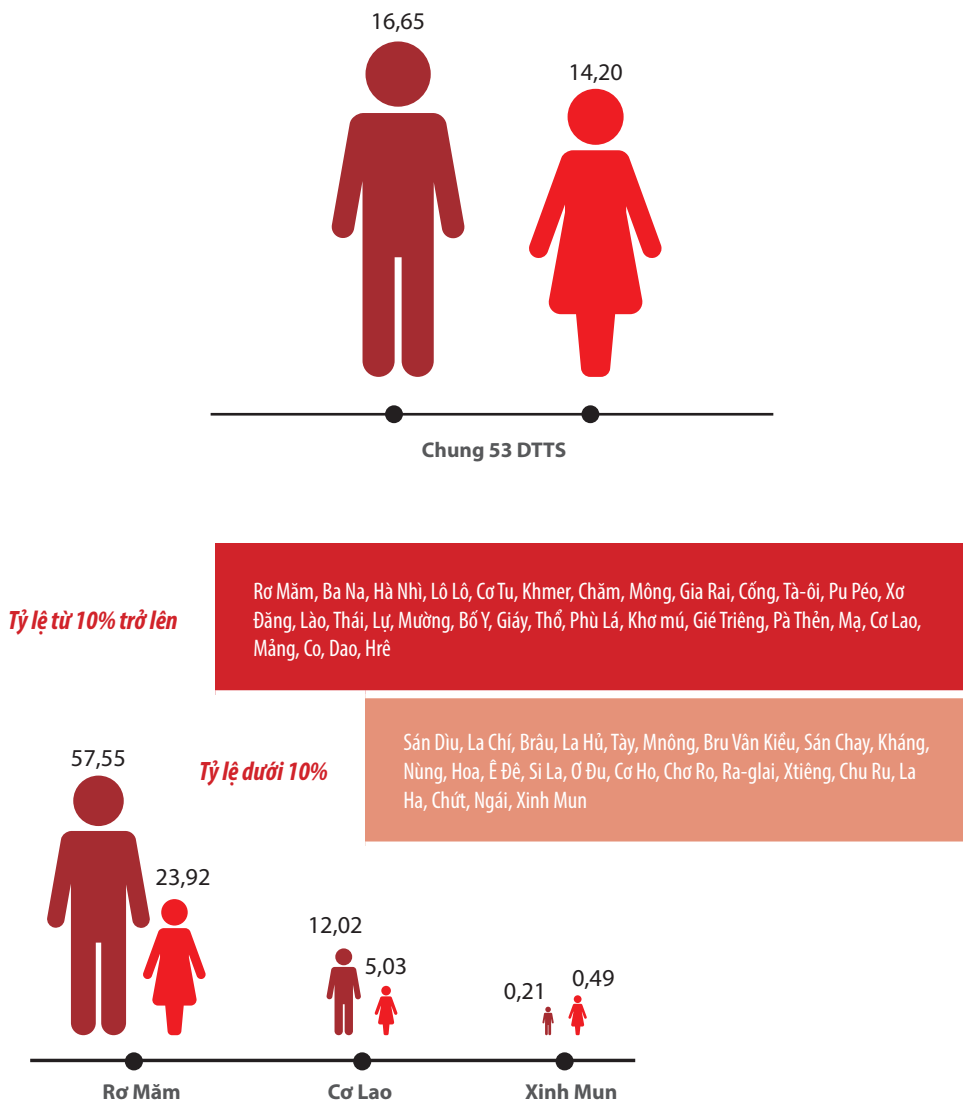 16,65
14,20
Chung 53 DTTS
Tỷ lệ từ 10% trở lên
Rơ Măm, Ba Na, Hà Nhì, Lô Lô, Cơ Tu, Khmer, Chăm, Mông, Gia Rai, Cống, Tà-ôi, Pu Péo, Xơ
Đăng, Lào, Thái, Lự, Mường, Bố Y, Giáy, Thổ, Phù Lá, Khơ mú, Gié Triêng, Pà Thẻn, Mạ, Cơ Lao,
Mảng, Co, Dao, Hrê
Tỷ lệ dưới 10%
Sán Dìu, La Chí, Brâu, La Hủ, Tày, Mnông, Bru Vân Kiều, Sán Chay, Kháng,
Nùng, Hoa, Ê Đê, Si La, Ơ Đu, Cơ Ho, Chơ Ro, Ra-glai, Xtiêng, Chu Ru, La
Ha, Chứt, Ngái, Xinh Mun
57,55
23,92
12,02
5,03
0,21
0,49
Rơ Măm
Cơ Lao
Xinh Mun